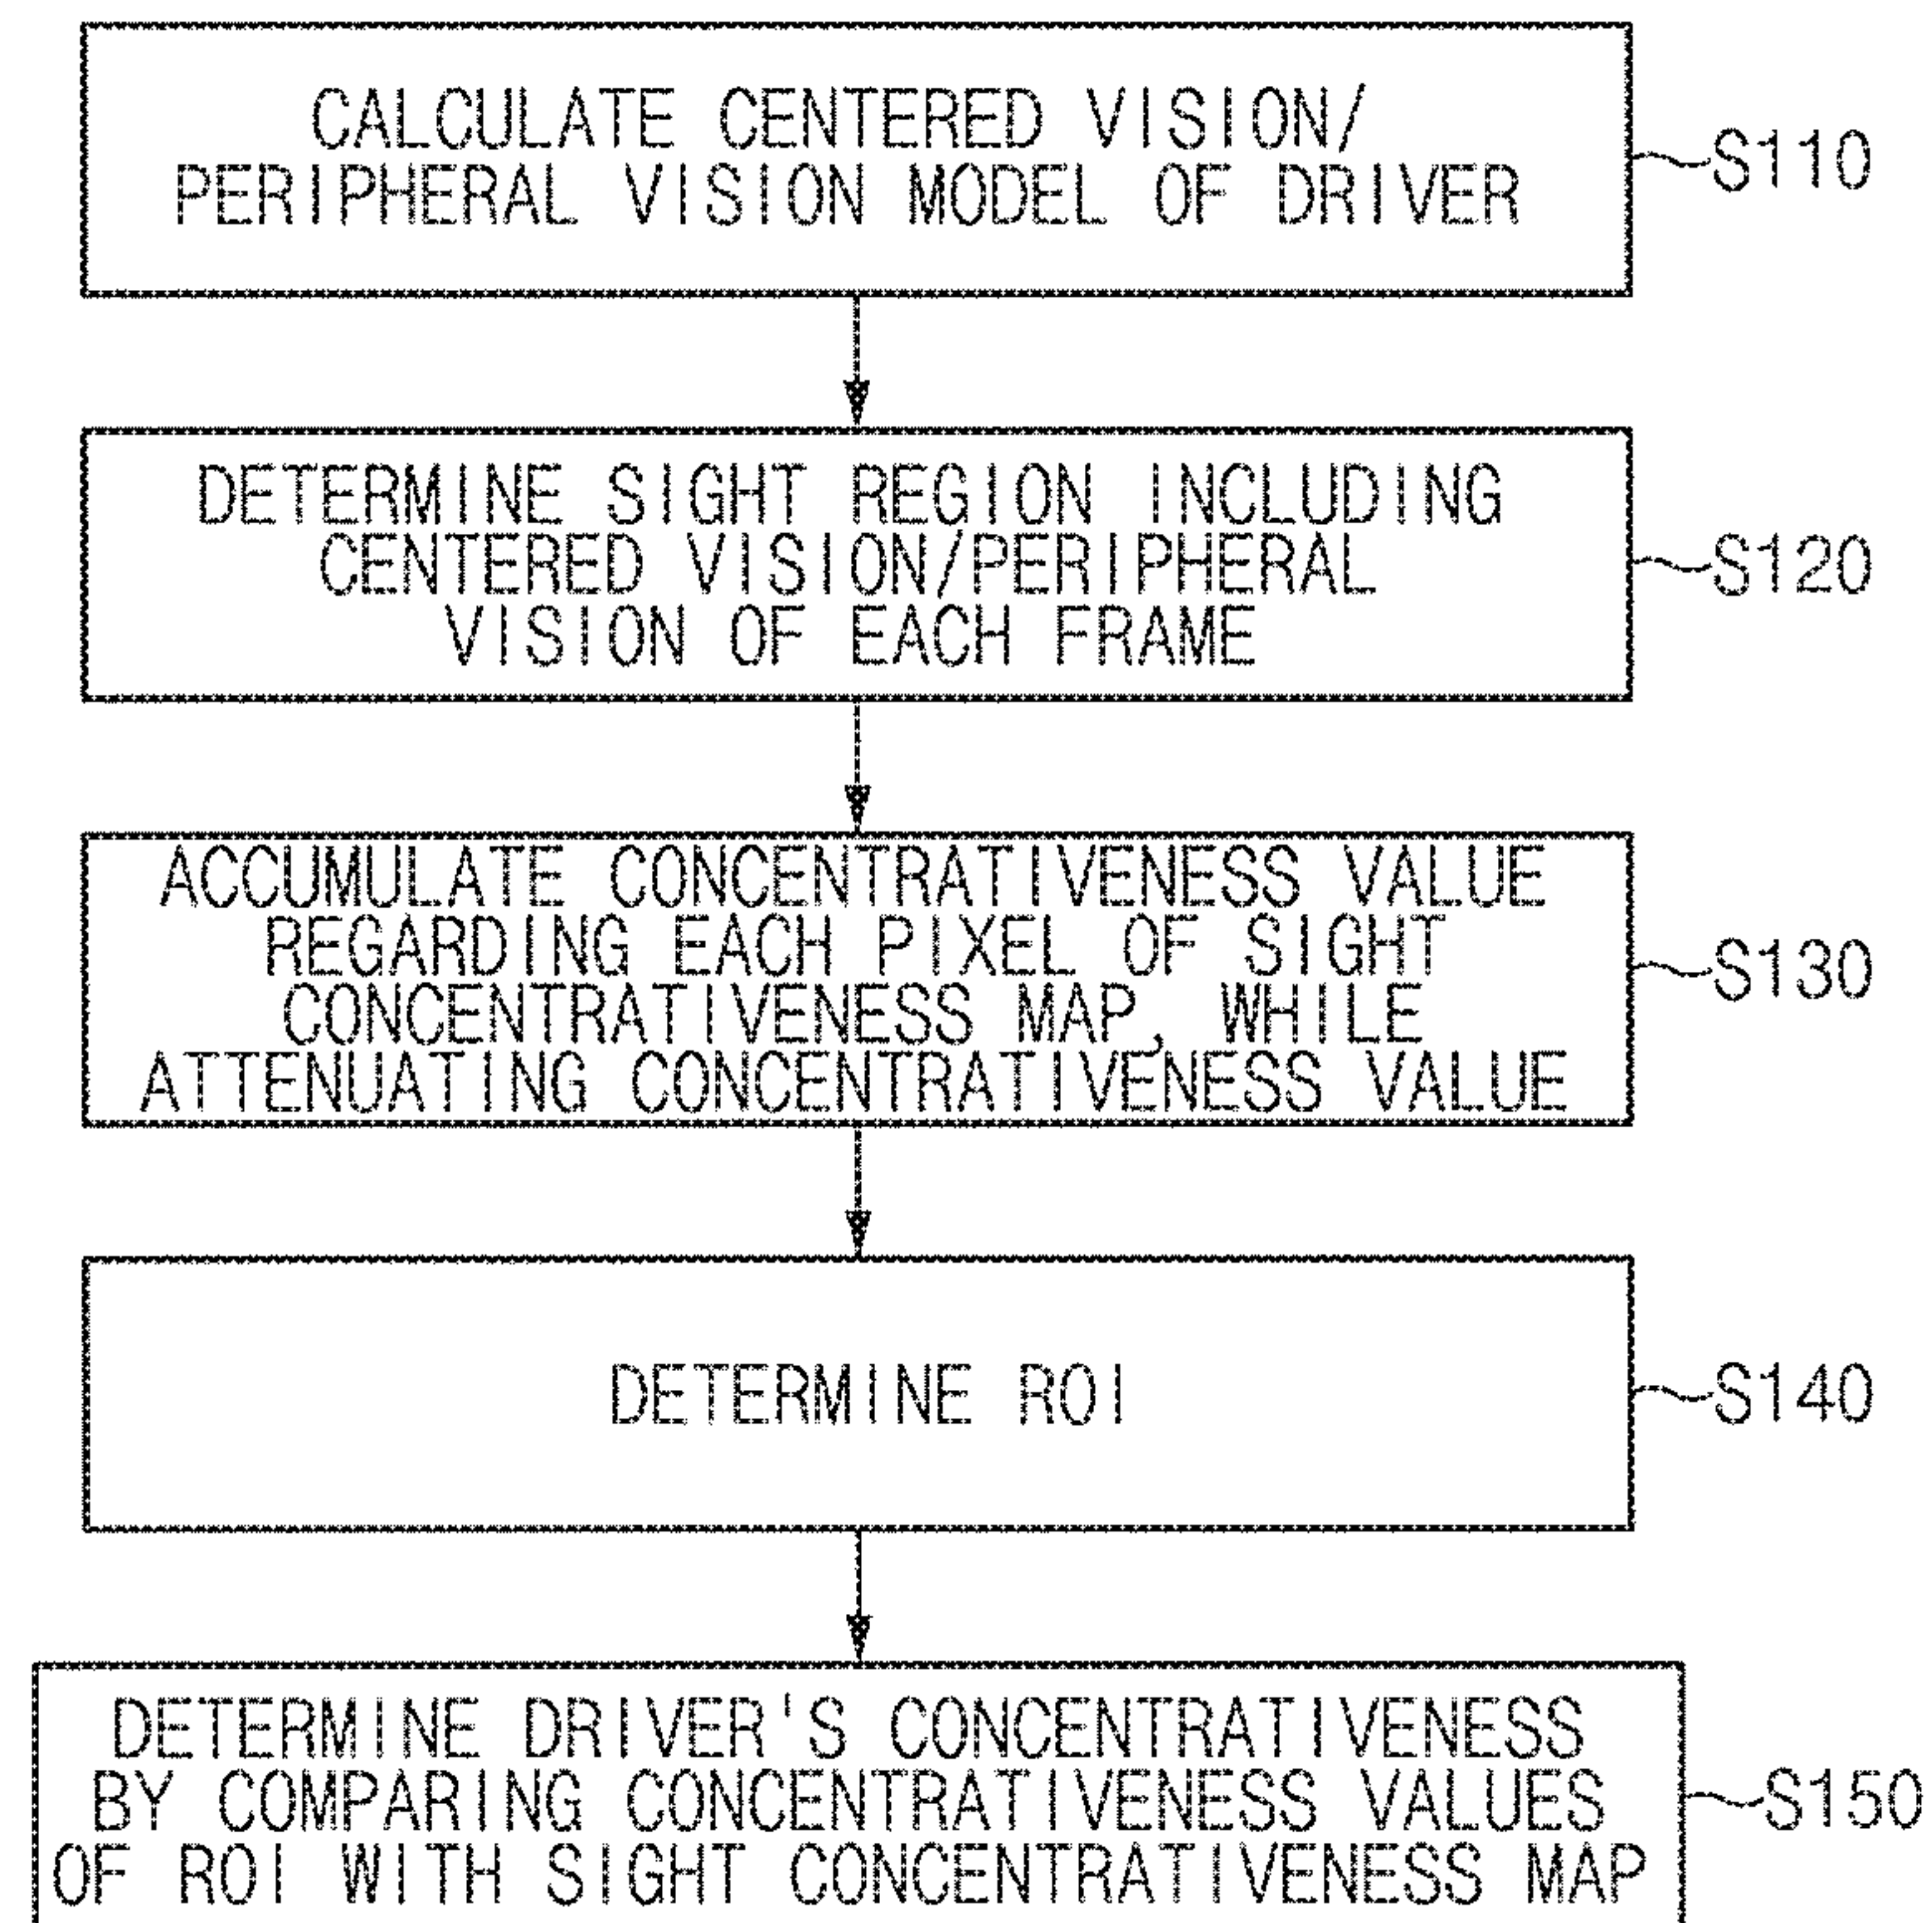 CALCULATE CENTERED VISION/
PERIPHERAL VISION MODEL OF DRIVER
S110
DETERMINE SIGHT REGION INCLUDING
CENTERED VISION/PERIPHERAL
VISION OF EACH FRAME
S120
ACCUMULATE CONCENTRATIVENESS VALUE
REGARDING EACH PIXEL OF SIGHT
CONCENTRATIVENESS MAP, WHILE
ATTENUATING CONCENTRATIVENESS VALUE
S130
DETERMINE ROI
S140
DETERMINE DRIVER'S CONCENTRATIVENESS
BY COMPARING CONCENTRATIVENESS VALUES
OF ROI WITH SIGHT CONCENTRATIVENESS MAP
S150